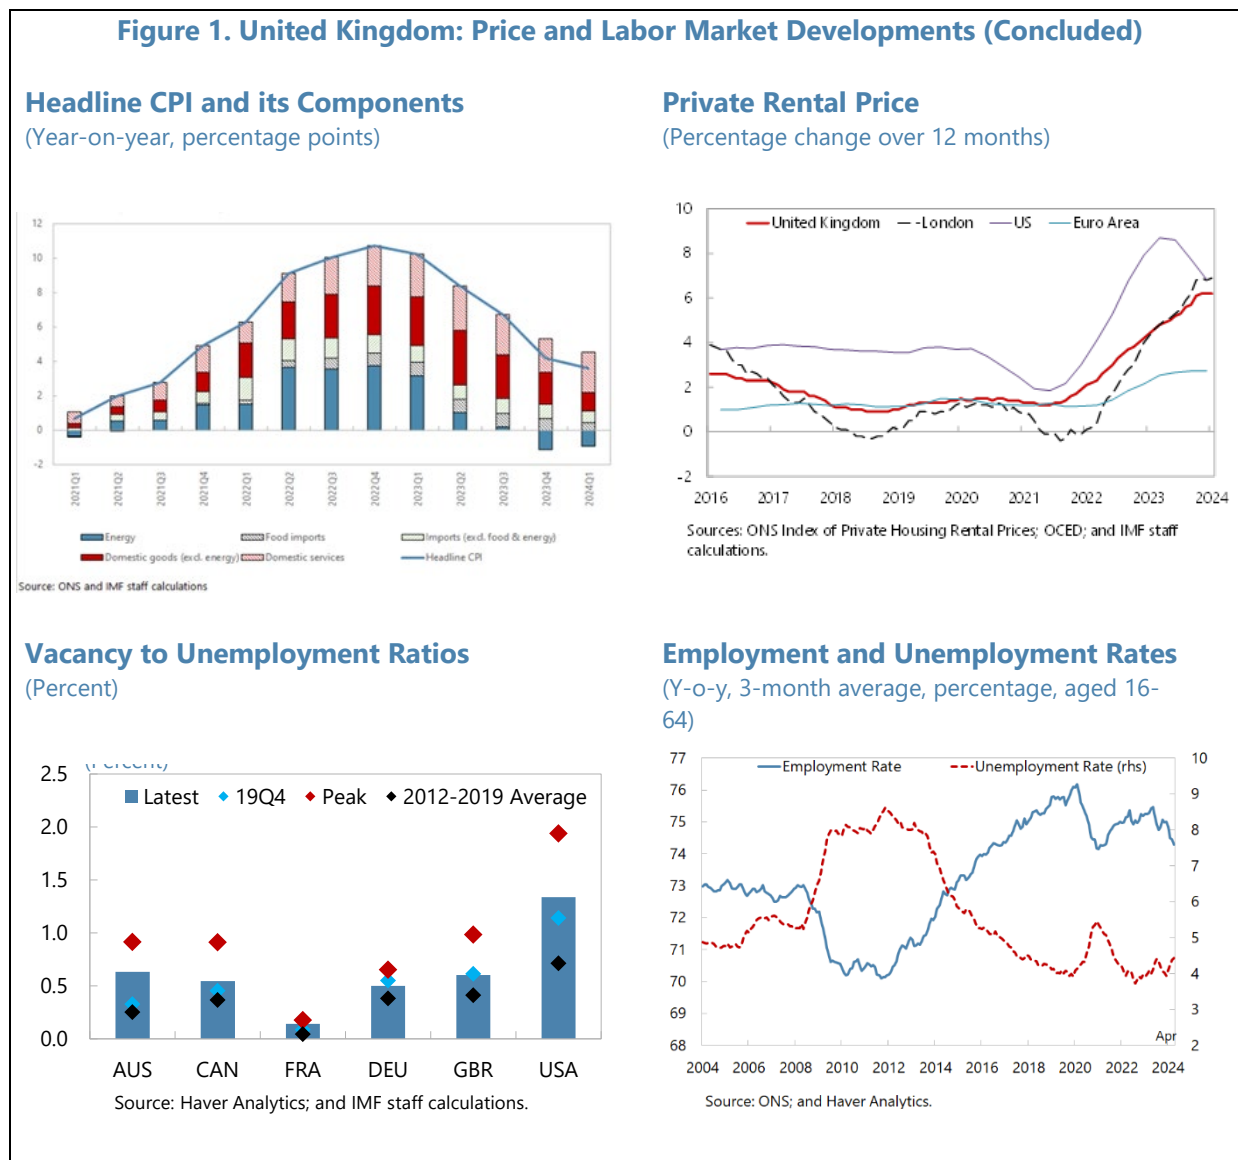 Figure 1. United Kingdom: Price and Labor Market Developments (Concluded)
Headline CPI and its Components
(Year-on-year, percentage points)
12
10
8
6
4
2
0
-2
2021Q1
2021Q2
2021Q3
2021Q4
2022Q1
2022Q2
2022Q3
2022Q4
2023Q1
2023Q2
2023Q3
2023Q4
2024Q1
Energy
Food imports
Imports (excl. food & energy)
Domestic goods (excl. energy)
Domestic services
Headline CPI
Source: ONS and IMF staff calculations
Private Rental Price
(Percentage change over 12 months)
10
8
6
4
2
0
-2
United Kingdom
London
US
Euro Area
2016 2017 2018 2019 2020 2021 2022 2023 2024
Sources: ONS Index of Private Housing Rental Prices; OCED; and IMF staff
calculations.
Vacancy to Unemployment Ratios
(Percent)
(Percent)
2.5
2.0
1.5
1.0
0.5
0.0
Latest 19Q4 Peak 2012-2019 Average
AUS CAN FRA DEU GBR USA
Source: Haver Analytics; and IMF staff calculations.
Employment and Unemployment Rates
(Y-o-y, 3-month average, percentage, aged 16-
64)
77
76
75
74
73
72
71
70
69
68
Employment Rate
Unemployment Rate (rhs)
10
9
8
7
6
5
4
3
2
Apr
2004 2006 2008 2010 2012 2014 2016 2018 2020 2022 2024
Source: ONS; and Haver Analytics.